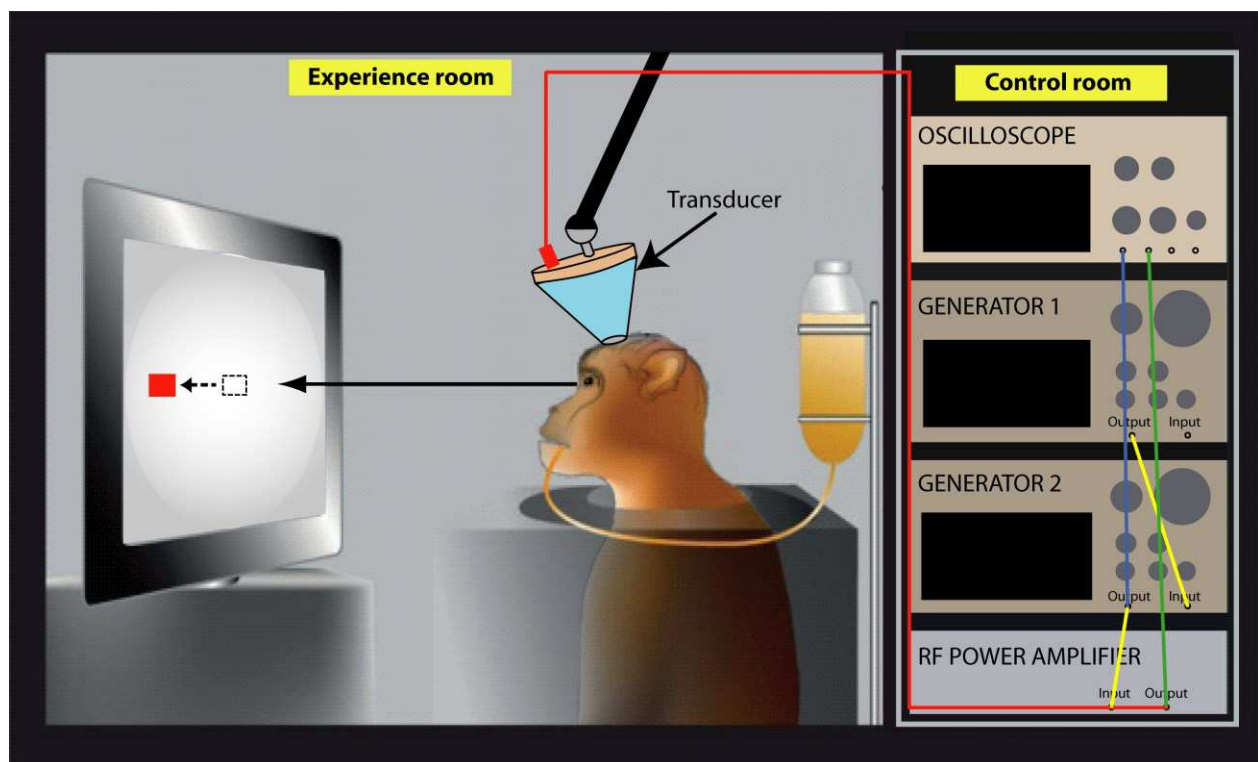 Experience room
Transducer
Control room
OSCILLOSCOPE
GENERATOR 1
Output Input
GENERATOR 2
Output Input
RF POWER AMPLIFIER
Input Output